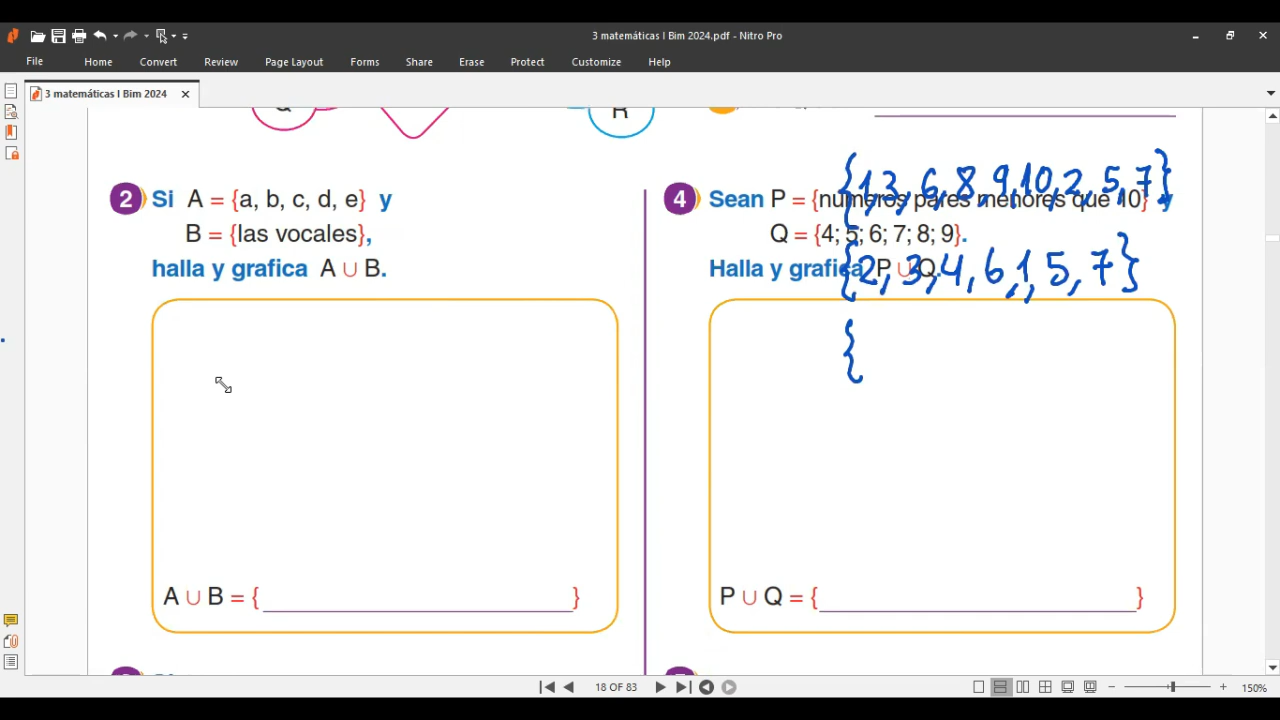 3 matemáticas I Bim 2024.pdf - Nitro Pro
File Home Convert Review Page Layout Forms Share Erase Protect Customize Help
3 matemáticas I Bim 2024
R
2 Si A = {a, b, c, d, e} y
B = {las vocales},
halla y grafica A ∪ B.
A ∪ B = { }
4 Sean P = {números pares menores que 10} y
Q = {4; 5; 6; 7; 8; 9}.
Halla y grafica P ∪ Q.
{1,3,6,8,9,10,2,5,7}
{2,3,4,6,1,5,7}
{
P ∪ Q = { }
18 OF 83
150%